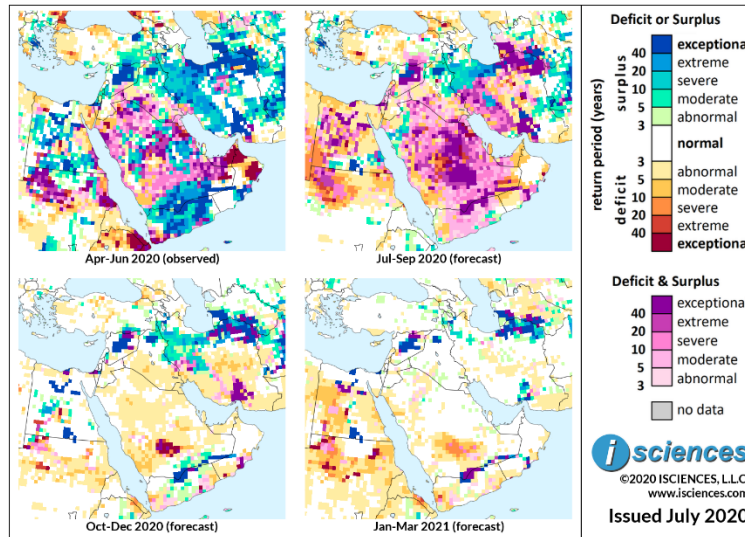 Apr-Jun 2020 (observed)
Jul-Sep 2020 (forecast)
Oct-Dec 2020 (forecast)
Jan-Mar 2021 (forecast)
Deficit or Surplus
return period (years)
surplus
deficit
40
20
10
5
3
3
5
10
20
40
exceptiona
extreme
severe
moderate
abnormal
normal
abnormal
moderate
severe
extreme
exceptiona
Deficit & Surplus
40
20
10
5
3
exceptional
extreme
severe
moderate
abnormal
no data
i sciences
©2020 ISCIENCES, L.L.C
www.isciences.com
Issued July 2020